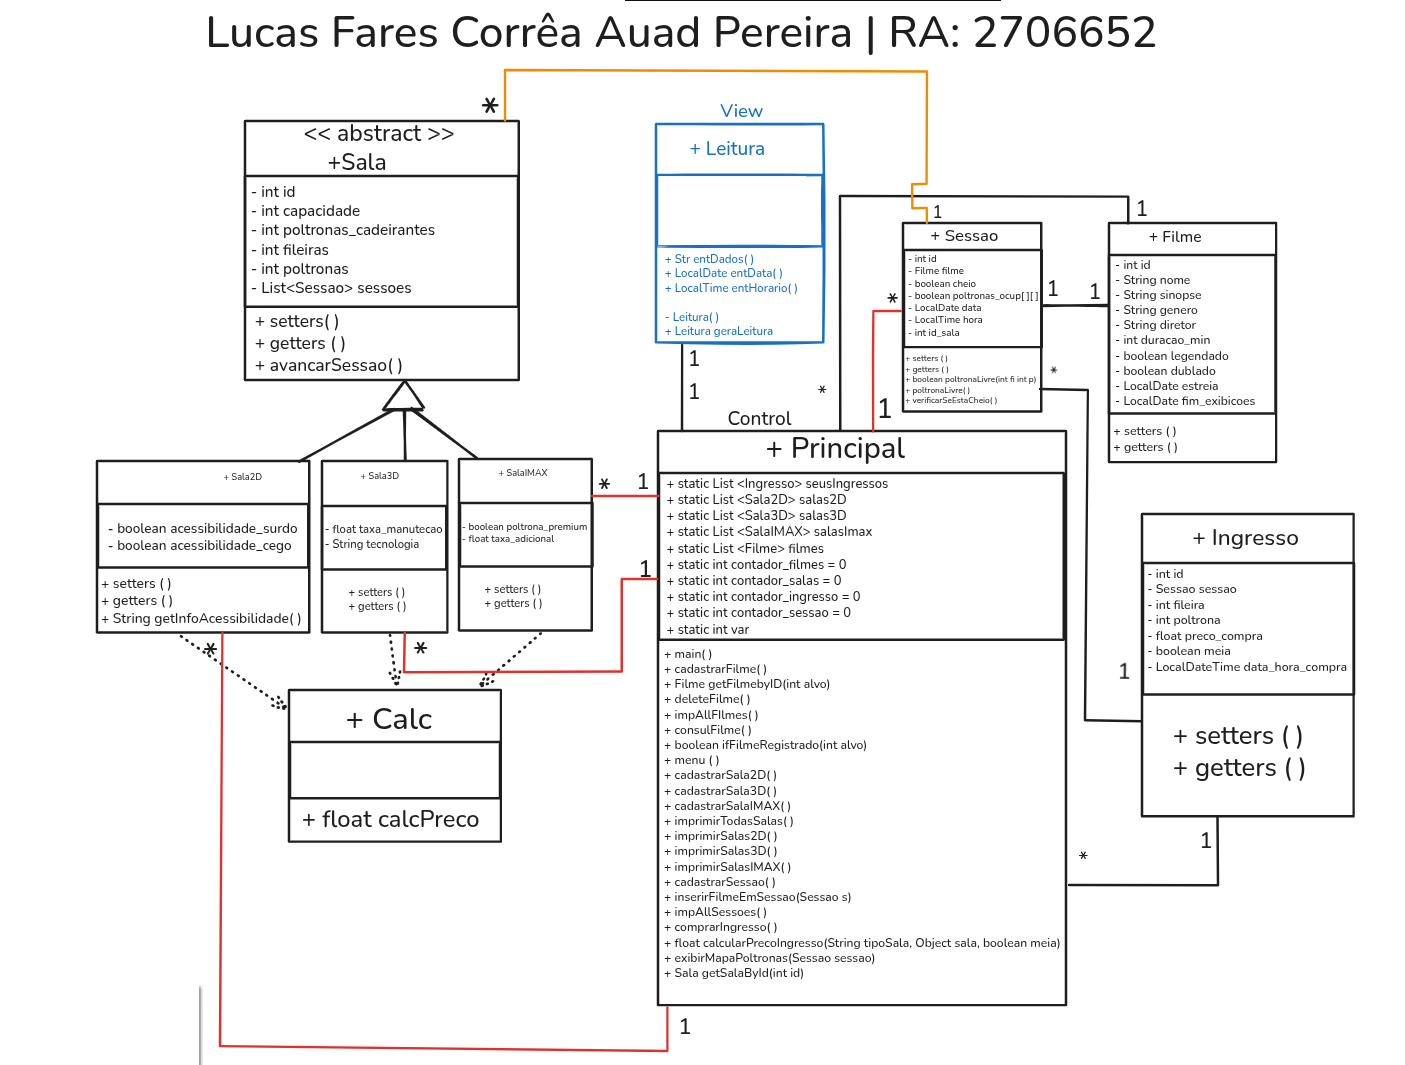 Lucas Fares Corrêa Auad Pereira | RA: 2706652
*
<< abstract >>
+Sala
- int id
- int capacidade
- int poltronas_cadeirantes
- int fileiras
- int poltronas
- List<Sessao> sessoes
+ setters( )
+ getters ( )
+ avancarSessao( )
View
+ Leitura
+ Str entDados( )
+ LocalDate entData( )
+ LocalTime entHorario( )
- Leitura( )
+ Leitura geraLeitura
1
1
1
+ Sessao
- int id
- Filme filme
- boolean cheio
- boolean poltronas_ocup[ ][ ]
- LocalDate data
- LocalTime hora
- int id_sala
+ setters ( )
+ getters ( )
+ boolean poltronaLivre(int fi int p)
+ poltronaLivre( )
+ verificarSeEstaCheio( )
*
1
1
1
*
*
1
1
+ Filme
- int id
- String nome
- String sinopse
- String genero
- String diretor
- int duracao_min
- boolean legendado
- boolean dublado
- LocalDate estreia
- LocalDate fim_exibicoes
+ setters ( )
+ getters ( )
+ Sala2D
- boolean acessibilidade_surdo
- boolean acessibilidade_cego
+ setters ( )
+ getters ( )
+ String getInfoAcessibilidade( )
*
+ Sala3D
- float taxa_manutecao
- String tecnologia
+ setters ( )
+ getters ( )
*
+ SalaIMAX
- boolean poltrona_premium
- float taxa_adicional
+ setters ( )
+ getters ( )
*
1
1
Control
+ Principal
+ static List <Ingresso> seusIngressos
+ static List <Sala2D> salas2D
+ static List <Sala3D> salas3D
+ static List <SalaIMAX> salasImax
+ static List <Filme> filmes
+ static int contador_filmes = 0
+ static int contador_salas = 0
+ static int contador_ingresso = 0
+ static int contador_sessao = 0
+ static int var
+ main( )
+ cadastrarFilme( )
+ Filme getFilmebyID(int alvo)
+ deleteFilme( )
+ impAllFIlmes( )
+ consulFilme( )
+ boolean ifFilmeRegistrado(int alvo)
+ menu ( )
+ cadastrarSala2D( )
+ cadastrarSala3D( )
+ cadastrarSalaIMAX( )
+ imprimirTodasSalas( )
+ imprimirSalas2D( )
+ imprimirSalas3D( )
+ imprimirSalasIMAX( )
+ cadastrarSessao( )
+ inserirFilmeEmSessao(Sessao s)
+ impAllSessoes( )
+ comprarIngresso( )
+ float calcularPrecoIngresso(String tipoSala, Object sala, boolean meia)
+ exibirMapaPoltronas(Sessao sessao)
+ Sala getSalaById(int id)
+ Ingresso
- int id
- Sessao sessao
- int fileira
- int poltrona
- float preco_compra
- boolean meia
- LocalDateTime data_hora_compra
+ setters ( )
+ getters ( )
1
1
*
+ Calc
+ float calcPreco
1